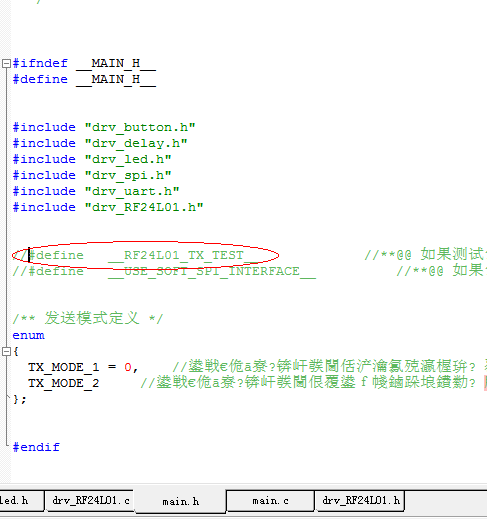 /
#ifndef __MAIN_H__
#define __MAIN_H__
#include "drv_button.h"
#include "drv_delay.h"
#include "drv_led.h"
#include "drv_spi.h"
#include "drv_uart.h"
#include "drv_RF24L01.h"
//#define __RF24L01_TX_TEST__ //**@@ 如果测试
//#define __USE_SOFT_SPI_INTERFACE__ //**@@ 如果
/** 发送模式定义 */
enum
{
TX_MODE_1 = 0, //
TX_MODE_2 //
};
#endif
led.h drv_RF24L01.c main.h main.c drv_RF24L01.h